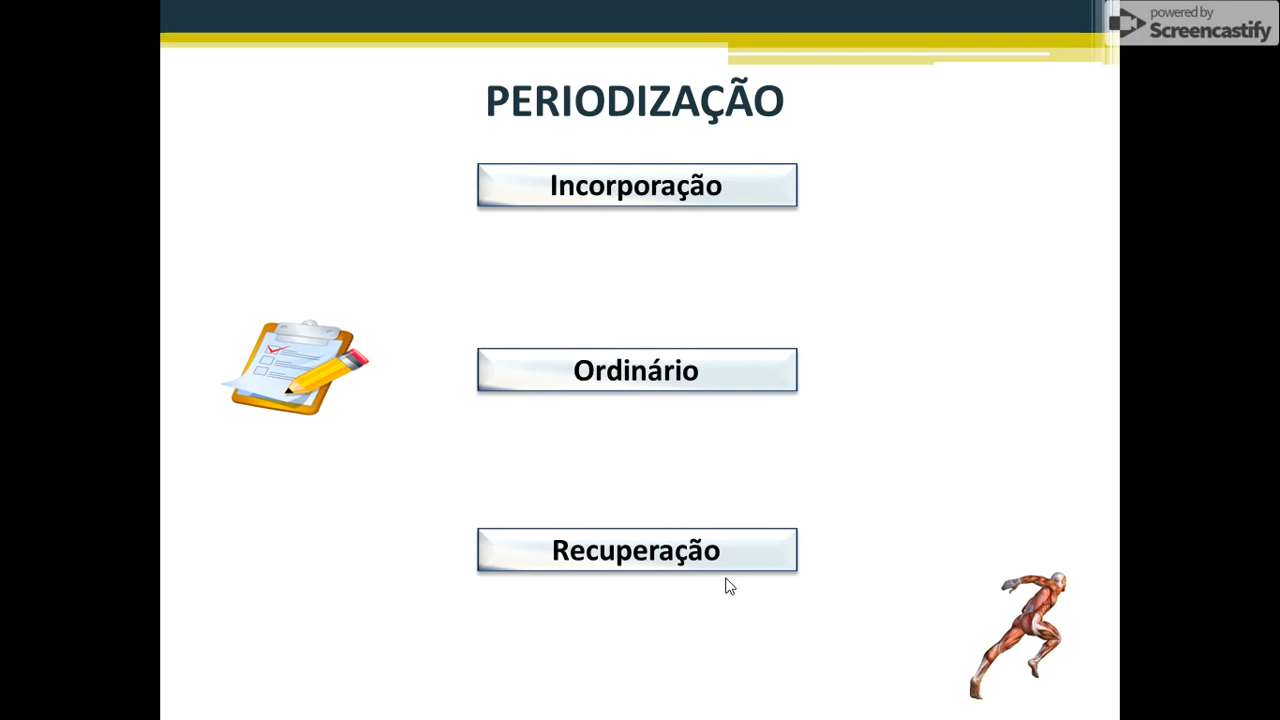 powered by
Screencastify
PERIODIZAÇÃO
Incorporação
Ordinário
Recuperação